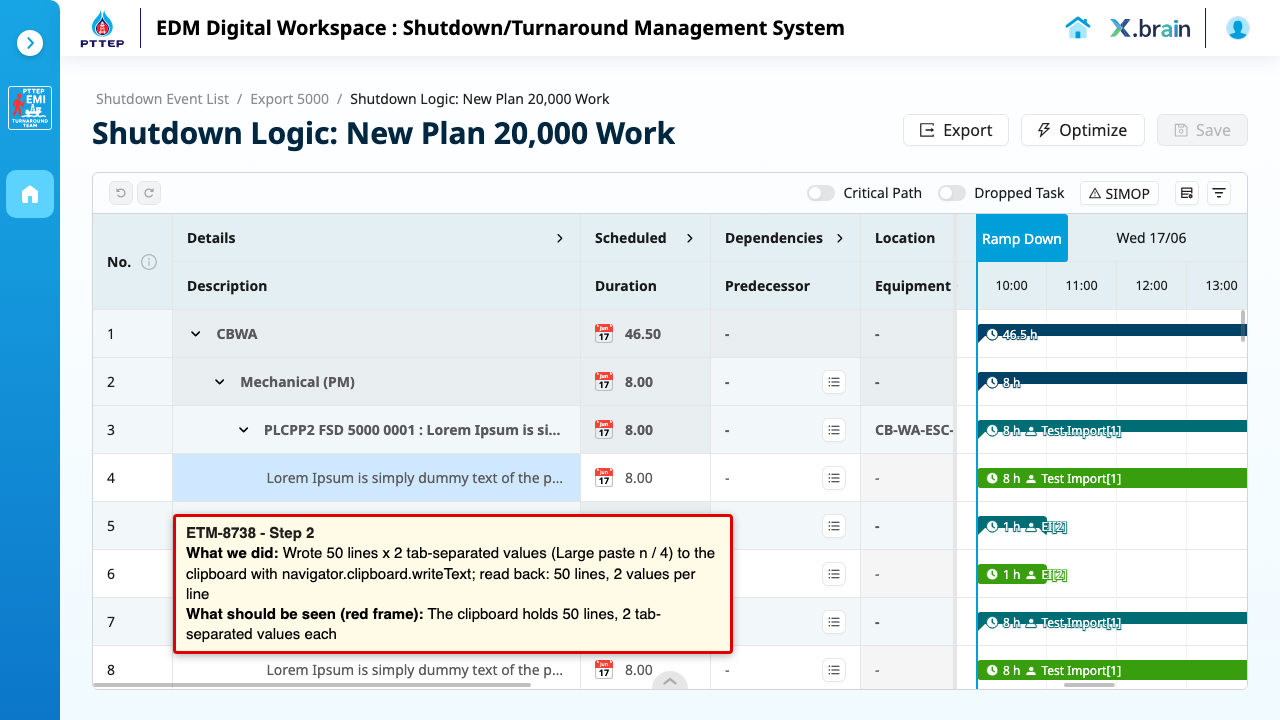 PTTEP
EDM Digital Workspace : Shutdown/Turnaround Management System
X.brain
PTTEP
EMI
TURNAROUND
TEAM
Shutdown Event List / Export 5000 / Shutdown Logic: New Plan 20,000 Work
Shutdown Logic: New Plan 20,000 Work
Export
Optimize
Save
Critical Path
Dropped Task
SIMOP
No.
Details
Scheduled
Dependencies
Location
Ramp Down
Wed 17/06
Description
Duration
Predecessor
Equipment
10:00
11:00
12:00
13:00
1 CBWA 46.50 - - 46.5 h
2 Mechanical (PM) 8.00 - - 8 h
3 PLCPP2 FSD 5000 0001 : Lorem Ipsum is si... 8.00 - CB-WA-ESC- 8 h Test Import[1]
4 Lorem Ipsum is simply dummy text of the p... 8.00 - - 8 h Test Import[1]
5 - 1 h EI[2]
6 - 1 h EI[2]
7 - 8 h Test Import[1]
8 Lorem Ipsum is simply dummy text of the p... 8.00 - - 8 h Test Import[1]
ETM-8738 - Step 2
What we did: Wrote 50 lines x 2 tab-separated values (Large paste n / 4) to the
clipboard with navigator.clipboard.writeText; read back: 50 lines, 2 values per
line
What should be seen (red frame): The clipboard holds 50 lines, 2 tab-
separated values each